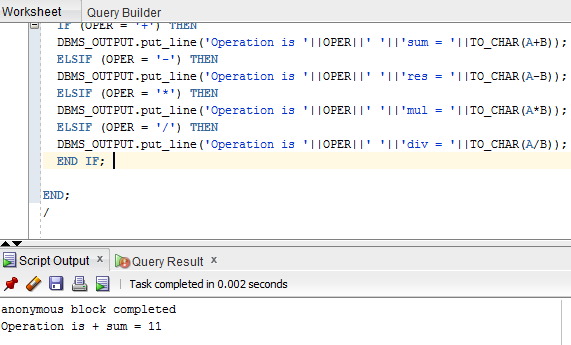 Worksheet Query Builder
IF (OPER = '+') THEN
DBMS_OUTPUT.put_line('Operation is '||OPER||' '||'sum = '||TO_CHAR(A+B));
ELSIF (OPER = '-') THEN
DBMS_OUTPUT.put_line('Operation is '||OPER||' '||'res = '||TO_CHAR(A-B));
ELSIF (OPER = '*') THEN
DBMS_OUTPUT.put_line('Operation is '||OPER||' '||'mul = '||TO_CHAR(A*B));
ELSIF (OPER = '/') THEN
DBMS_OUTPUT.put_line('Operation is '||OPER||' '||'div = '||TO_CHAR(A/B));
END IF;
END;
/
Script Output x Query Result x
Task completed in 0.002 seconds
anonymous block completed
Operation is + sum = 11